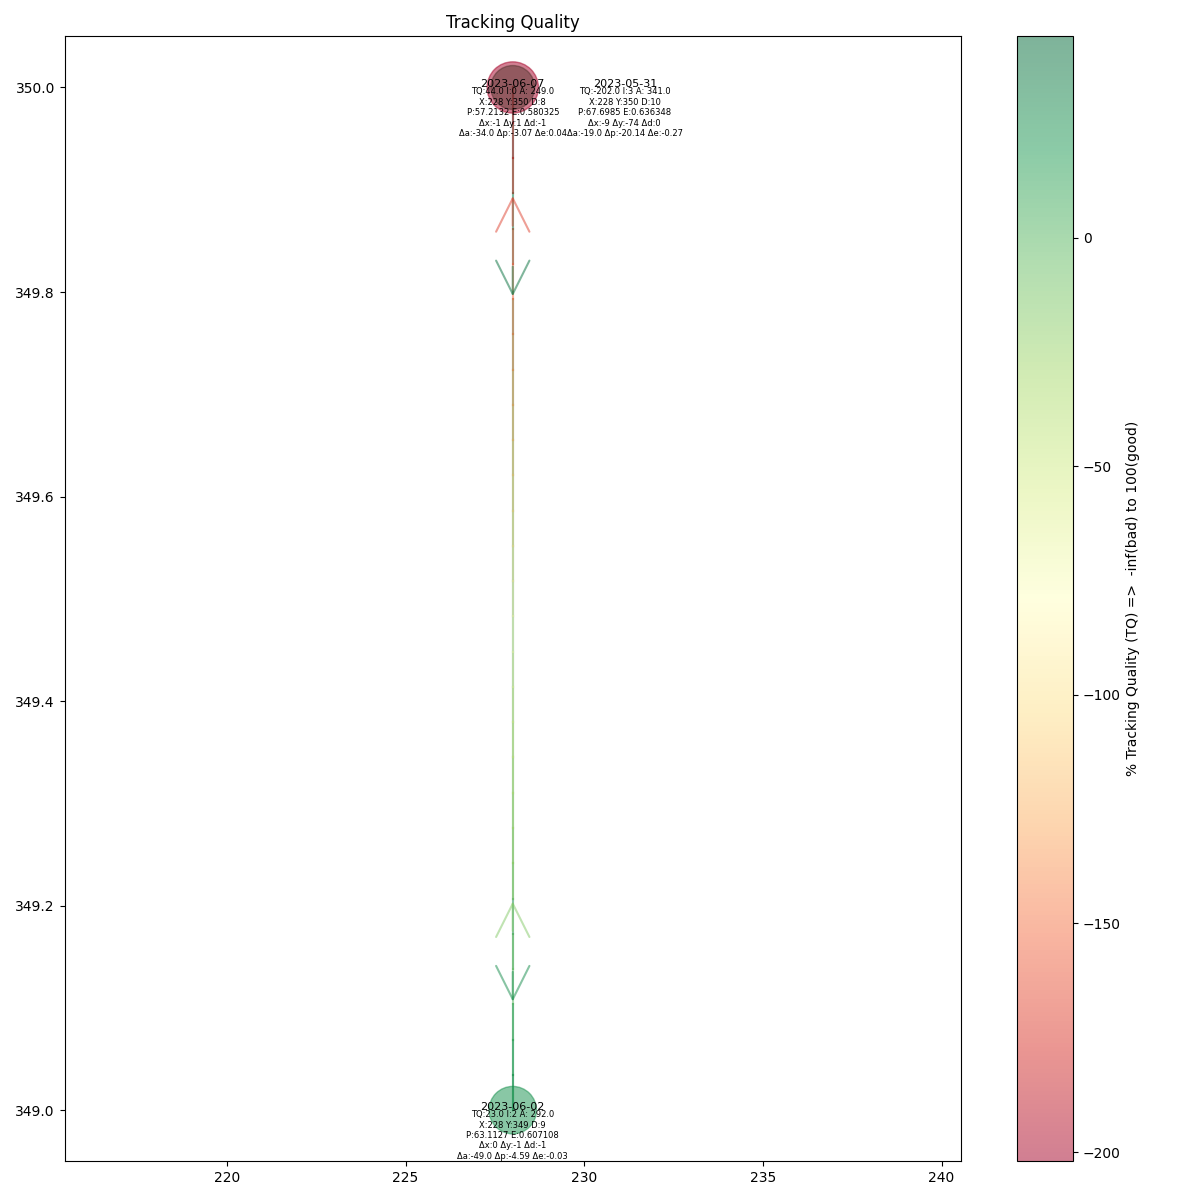 Tracking Quality
350.0
349.8
349.6
349.4
349.2
349.0
2023-06-07
TQ:44.0 I:0 A: 249.0
X:228 Y:350 D:8
P:57.2132 E:0.580325
Δx:-1 Δy:1 Δd:-1
Δa:-34.0 Δp:-3.07 Δe:0.04
2023-05-31
TQ:-202.0 I:3 A: 341.0
X:228 Y:350 D:10
P:67.6985 E:0.636348
Δx:-9 Δy:-74 Δd:0
Δa:-19.0 Δp:-20.14 Δe:-0.27
2023-06-02
TQ:23.0 I:2 A: 292.0
X:228 Y:349 D:9
P:63.1127 E:0.607108
Δx:0 Δy:-1 Δd:-1
Δa:-49.0 Δp:-4.59 Δe:-0.03
220
225
230
235
240
0
−50
−100
−150
−200
% Tracking Quality (TQ) => -inf(bad) to 100(good)